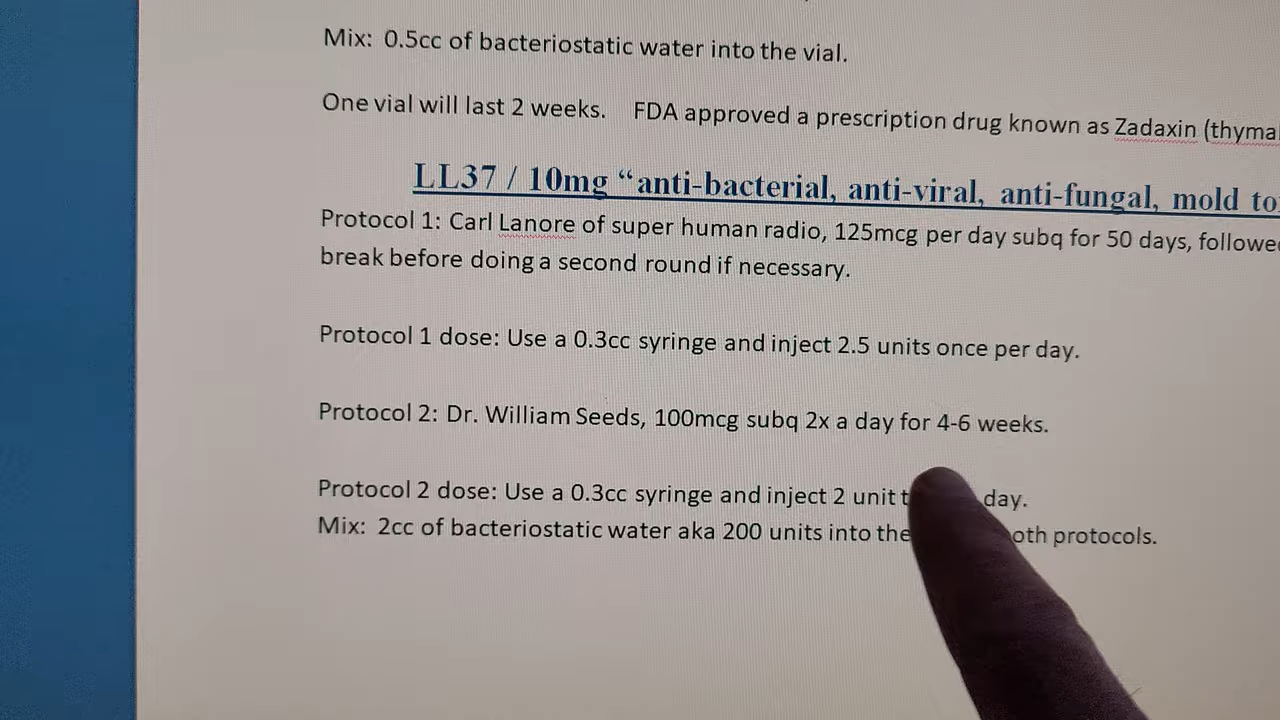 Mix: 0.5cc of bacteriostatic water into the vial.
One vial will last 2 weeks. FDA approved a prescription drug known as Zadaxin (thyma
LL37 / 10mg “anti-bacterial, anti-viral, anti-fungal, mold to
Protocol 1: Carl Lanore of super human radio, 125mcg per day subq for 50 days, followe
break before doing a second round if necessary.
Protocol 1 dose: Use a 0.3cc syringe and inject 2.5 units once per day.
Protocol 2: Dr. William Seeds, 100mcg subq 2x a day for 4-6 weeks.
Protocol 2 dose: Use a 0.3cc syringe and inject 2 unit t day.
Mix: 2cc of bacteriostatic water aka 200 units into the oth protocols.